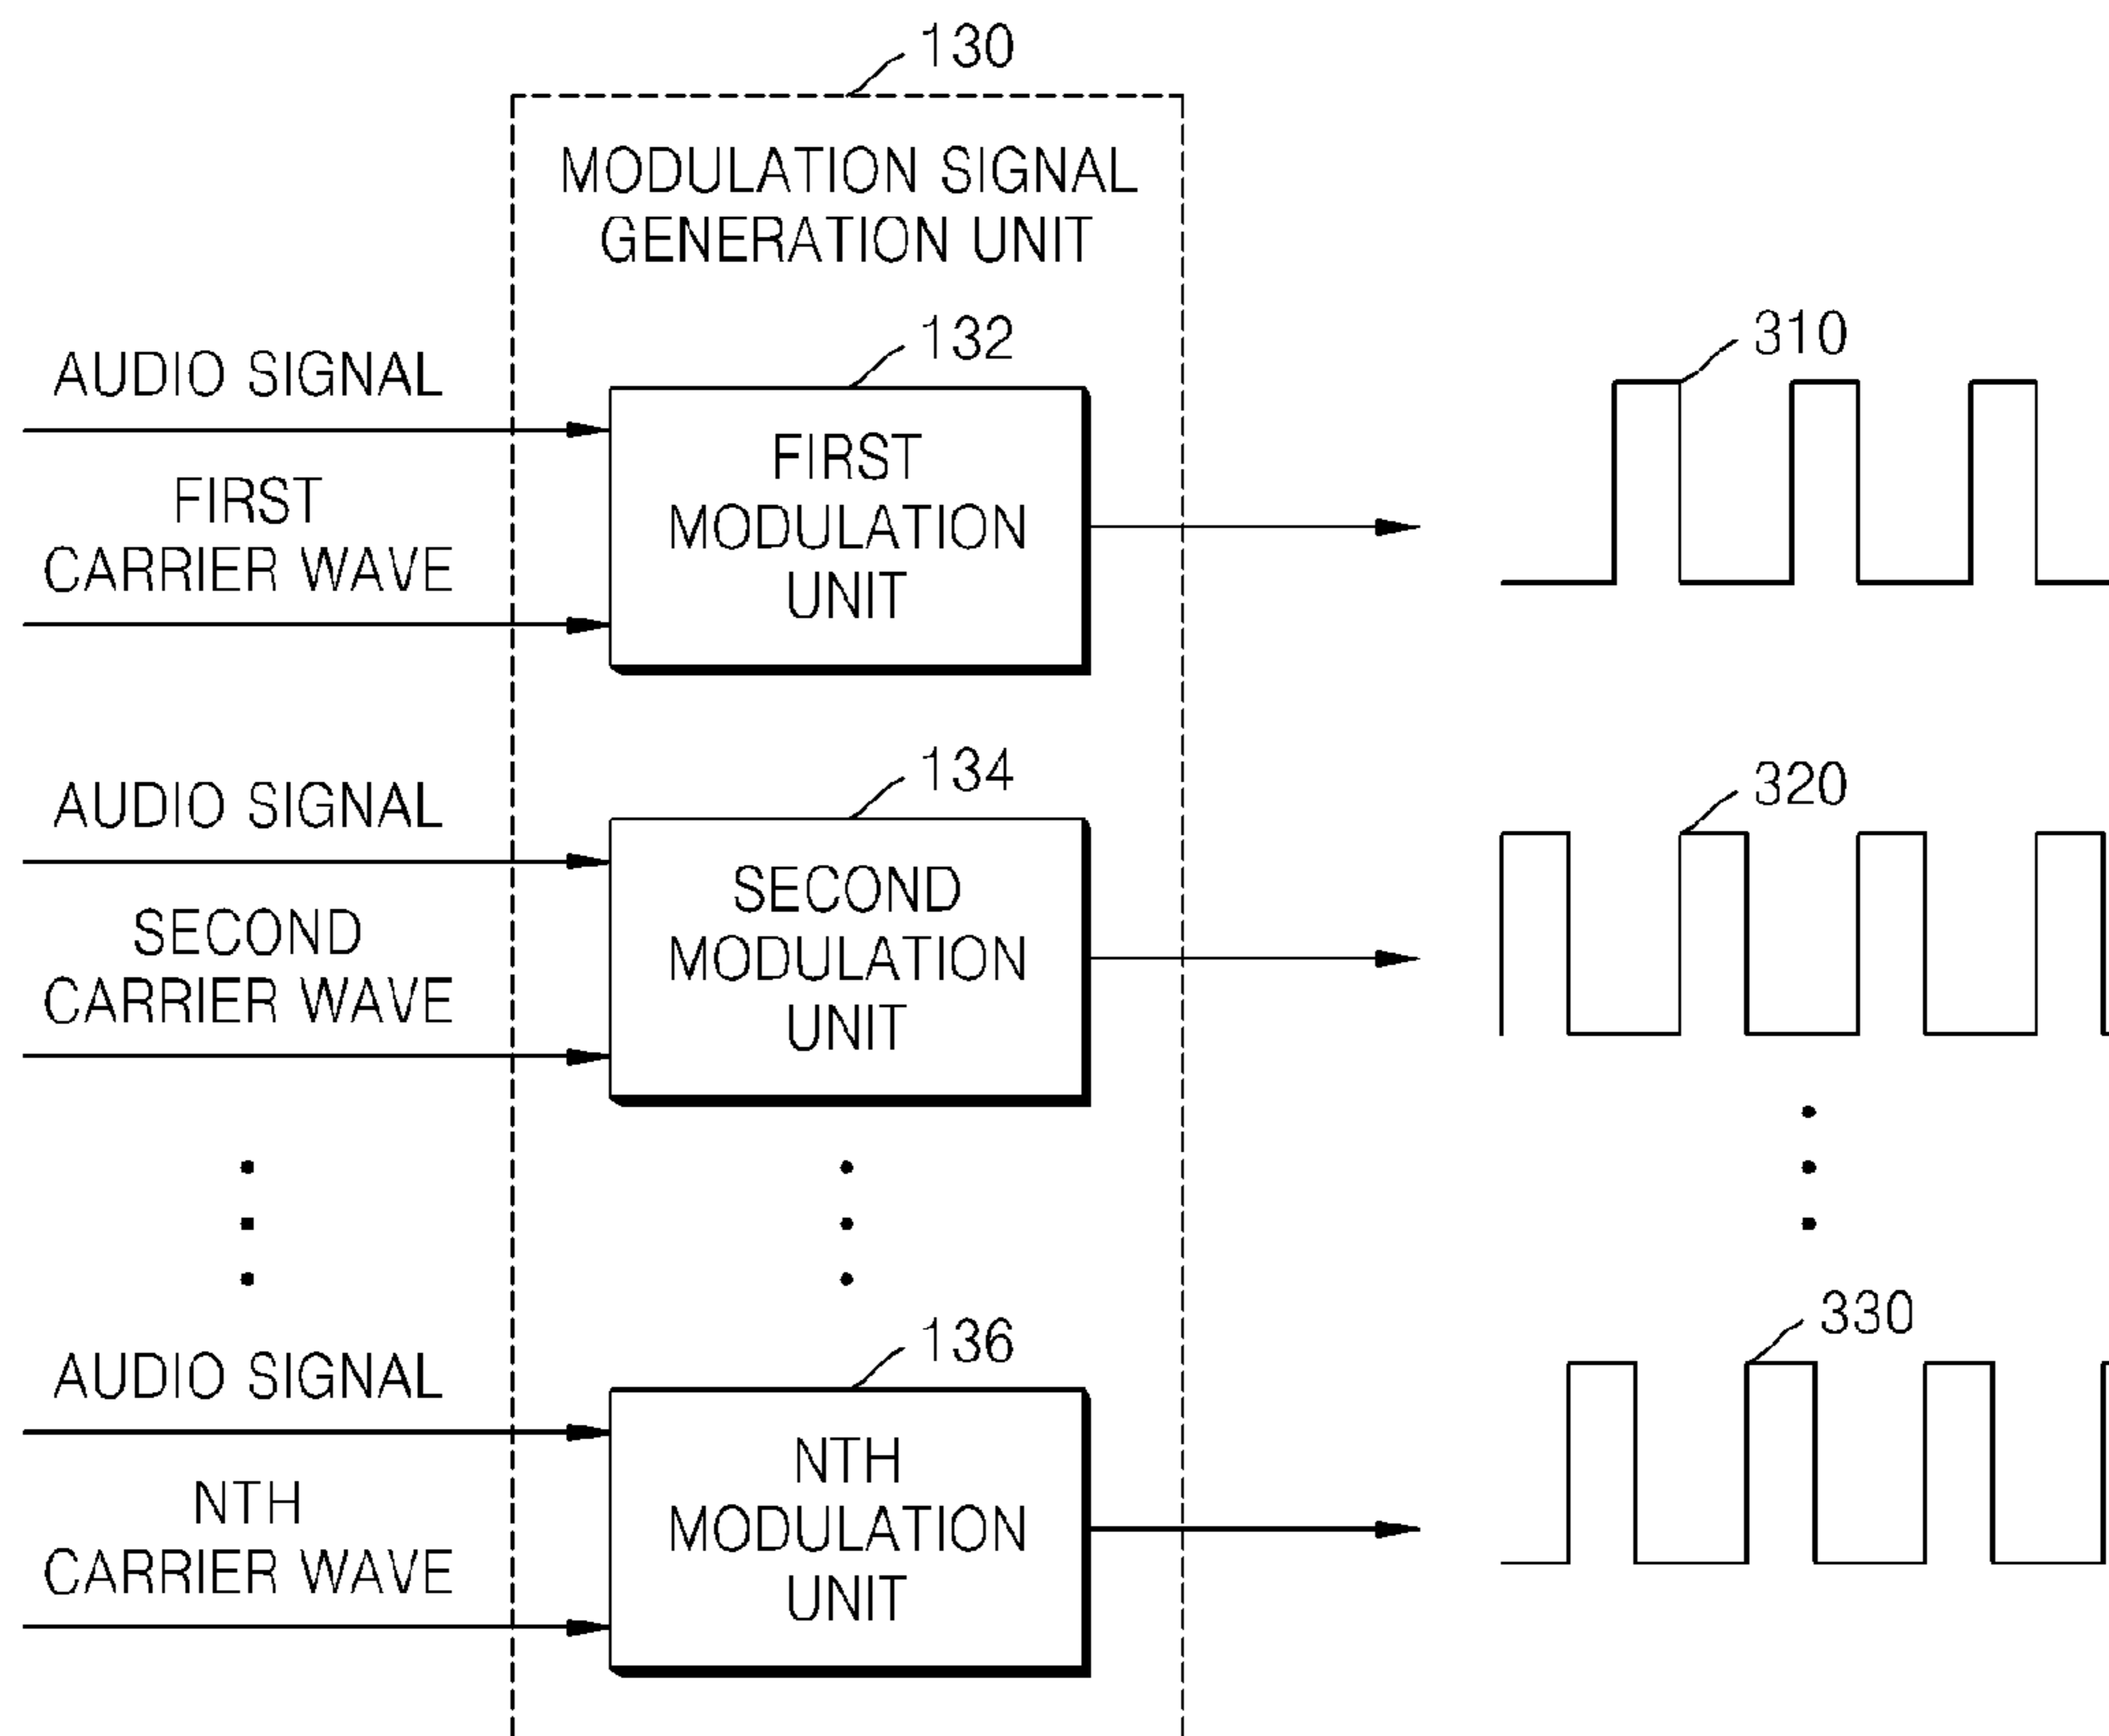 130
MODULATION SIGNAL
GENERATION UNIT
132
310
AUDIO SIGNAL
FIRST
CARRIER WAVE
FIRST
MODULATION
UNIT
134
320
AUDIO SIGNAL
SECOND
CARRIER WAVE
SECOND
MODULATION
UNIT
136
330
AUDIO SIGNAL
NTH
CARRIER WAVE
NTH
MODULATION
UNIT